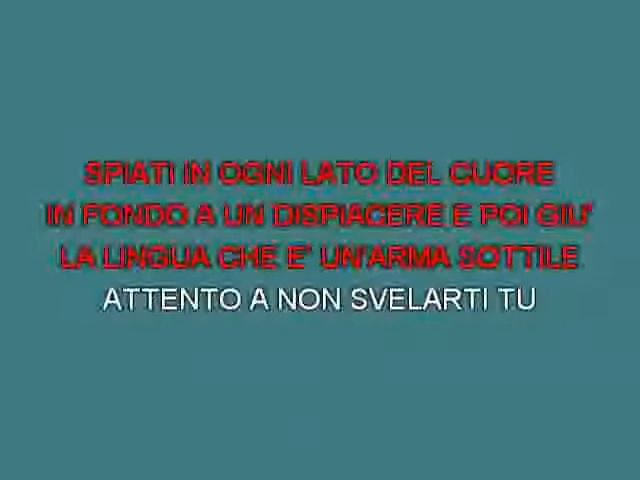 SPIATI IN OGNI LATO DEL CUORE
IN FONDO A UN DISPIACERE E POI GIU'
LA LINGUA CHE E' UN'ARMA SOTTILE
ATTENTO A NON SVELARTI TU